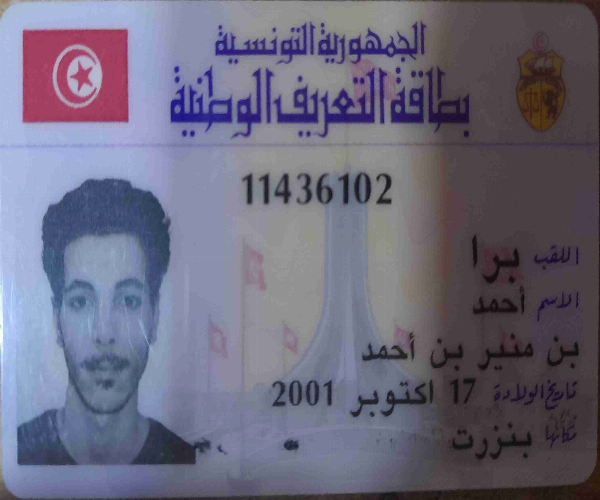 الجمهورية التونسية
بطاقة التعريف الوطنية
11436102
اللقب برا
الاسم أحمد
بن منير بن أحمد
تاريخ الولادة 17 اكتوبر 2001
مكانها بنزرت